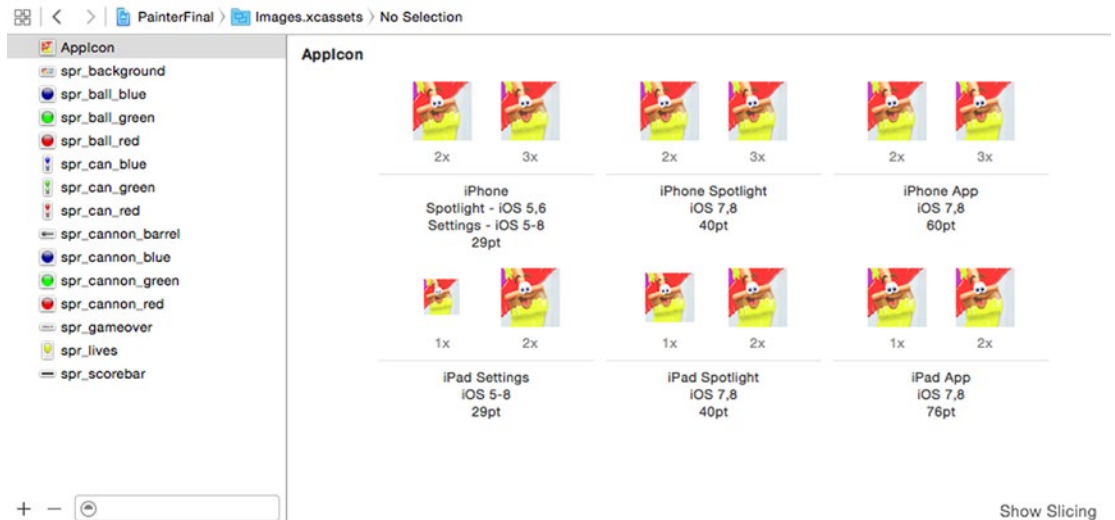 PainterFinal Images.xcassets No Selection
AppIcon
spr_background
spr_ball_blue
spr_ball_green
spr_ball_red
spr_can_blue
spr_can_green
spr_can_red
spr_cannon_barrel
spr_cannon_blue
spr_cannon_green
spr_cannon_red
spr_gameover
spr_lives
spr_scorebar
AppIcon
2x 3x 2x 3x 2x 3x
iPhone
Spotlight - iOS 5,6
Settings - iOS 5-8
29pt
iPhone Spotlight
iOS 7,8
40pt
iPhone App
iOS 7,8
60pt
1x 2x 1x 2x 1x 2x
iPad Settings
iOS 5-8
29pt
iPad Spotlight
iOS 7,8
40pt
iPad App
iOS 7,8
76pt
Show Slicing